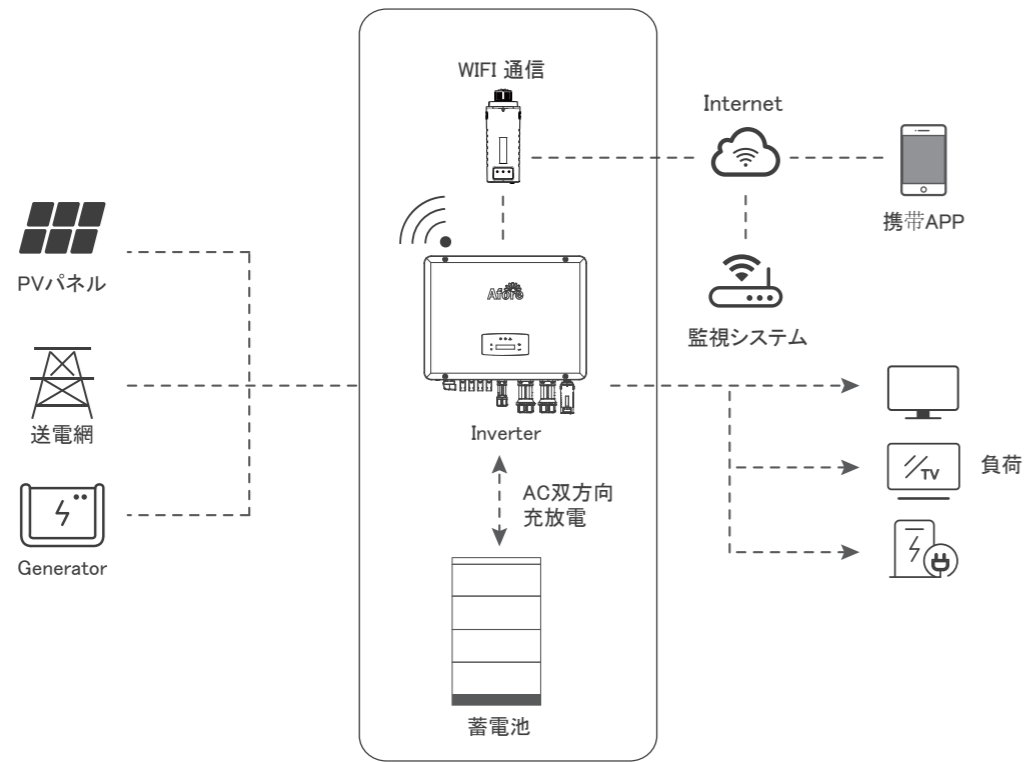 WIFI 通信
Internet
携帯APP
PVパネル
Afore
監視システム
送電網
Inverter
TV
負荷
AC双方向
充放電
Generator
蓄電池